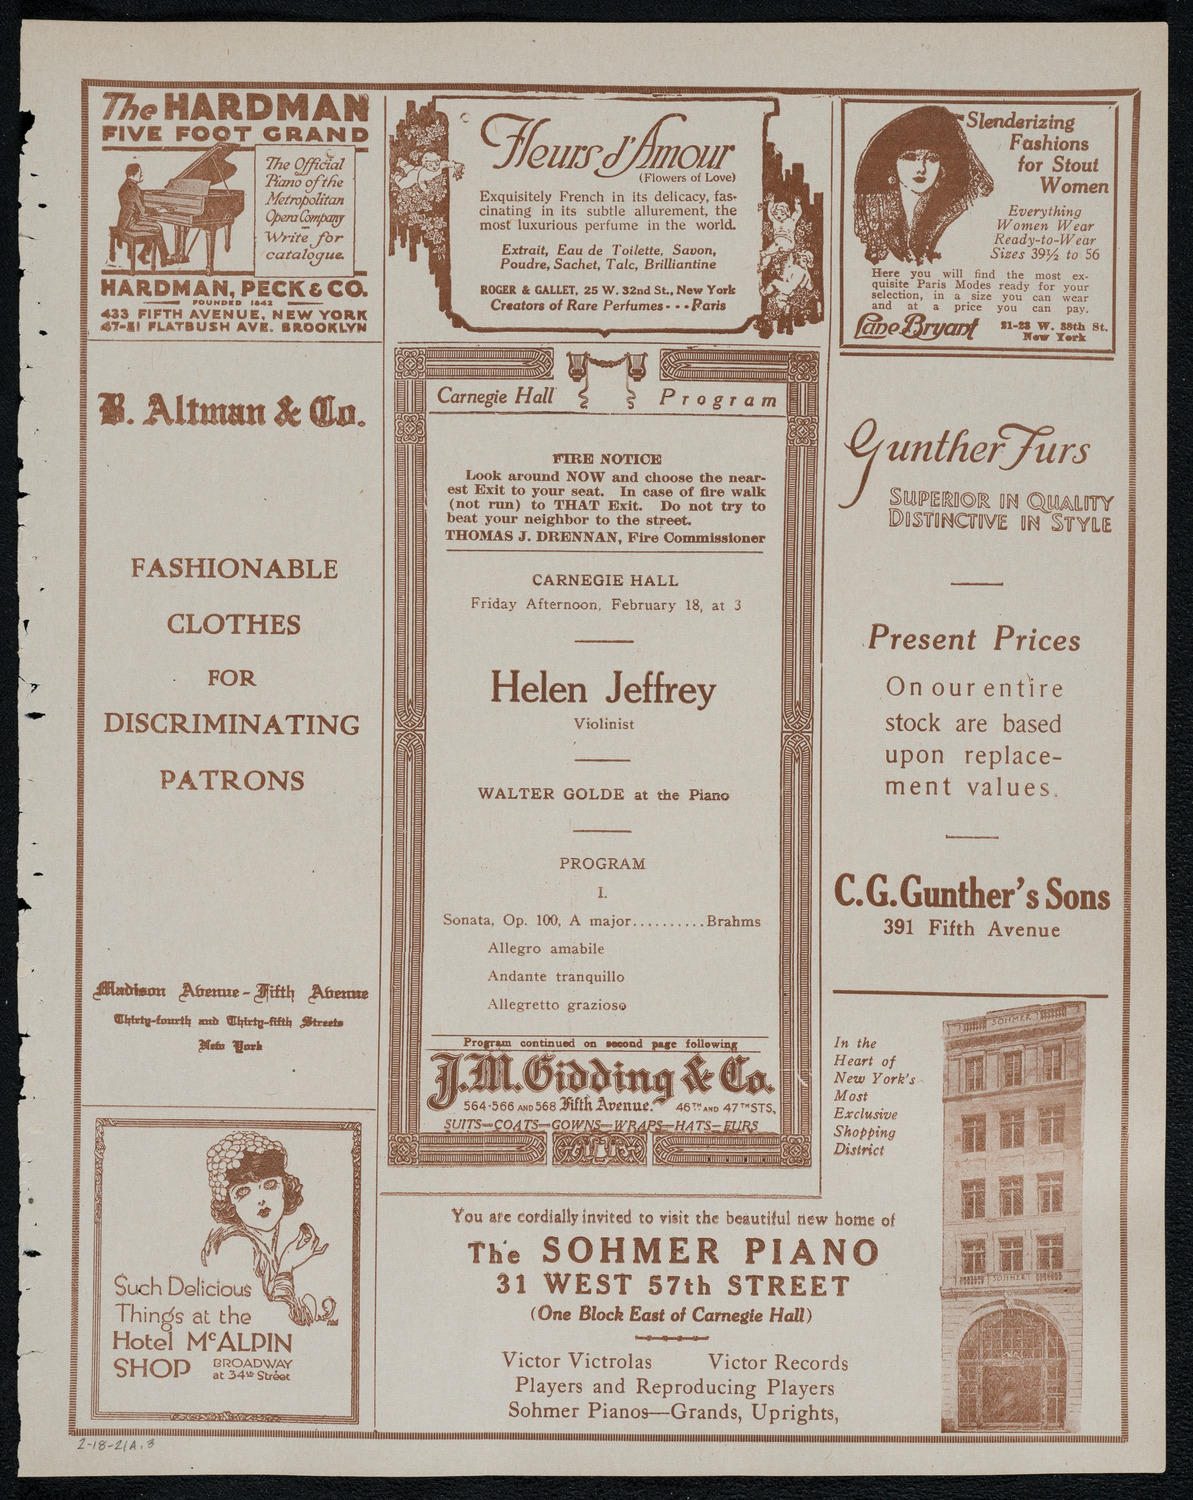 The HARDMAN
FIVE FOOT GRAND
The Official
Piano of the
Metropolitan
Opera Company
Write for
catalogue.
HARDMAN, PECK & CO.
FOUNDED 1842
433 FIFTH AVENUE, NEW YORK
47-51 FLATBUSH AVE. BROOKLYN
Fleurs d'Amour
(Flowers of Love)
Exquisitely French in its delicacy, fas-
cinating in its subtle allurement, the
most luxurious perfume in the world.
Extrait, Eau de Toilette, Savon,
Poudre, Sachet, Talc, Brilliantine
ROGER & GALLET, 25 W. 32nd St., New York
Creators of Rare Perfumes - - - Paris
Slenderizing
Fashions
for Stout
Women
Everything
Women Wear
Ready-to-Wear
Sizes 39½ to 56
Here you will find the most ex-
quisite Paris Modes ready for your
selection, in a size you can wear
and at a price you can pay.
Lane Bryant
21-23 W. 38th St.
New York
B. Altman & Co.
FASHIONABLE
CLOTHES
FOR
DISCRIMINATING
PATRONS
Madison Avenue - Fifth Avenue
Thirty-fourth and Thirty-fifth Streets
New York
Such Delicious
Things at the
Hotel McALPIN
SHOP
BROADWAY
at 34th Street
Carnegie Hall Program
FIRE NOTICE
Look around NOW and choose the near-
est Exit to your seat. In case of fire walk
(not run) to THAT Exit. Do not try to
beat your neighbor to the street.
THOMAS J. DRENNAN, Fire Commissioner
CARNEGIE HALL
Friday Afternoon, February 18, at 3
Helen Jeffrey
Violinist
WALTER GOLDE at the Piano
PROGRAM
I.
Sonata, Op. 100, A major..........Brahms
Allegro amabile
Andante tranquillo
Allegretto grazioso
Program continued on second page following
J.M. Gidding & Co.
564-566 AND 568 Fifth Avenue. 46TH AND 47TH STS.
SUITS—COATS—GOWNS—WRAPS—HATS—FURS
Gunther Furs
SUPERIOR IN QUALITY
DISTINCTIVE IN STYLE
Present Prices
On our entire
stock are based
upon replace-
ment values.
C.G. Gunther's Sons
391 Fifth Avenue
In the
Heart of
New York's
Most
Exclusive
Shopping
District
SOHMER
SOHMER
You are cordially invited to visit the beautiful new home of
The SOHMER PIANO
31 WEST 57th STREET
(One Block East of Carnegie Hall)
Victor Victrolas Victor Records
Players and Reproducing Players
Sohmer Pianos—Grands, Uprights,
2-18-21A.3